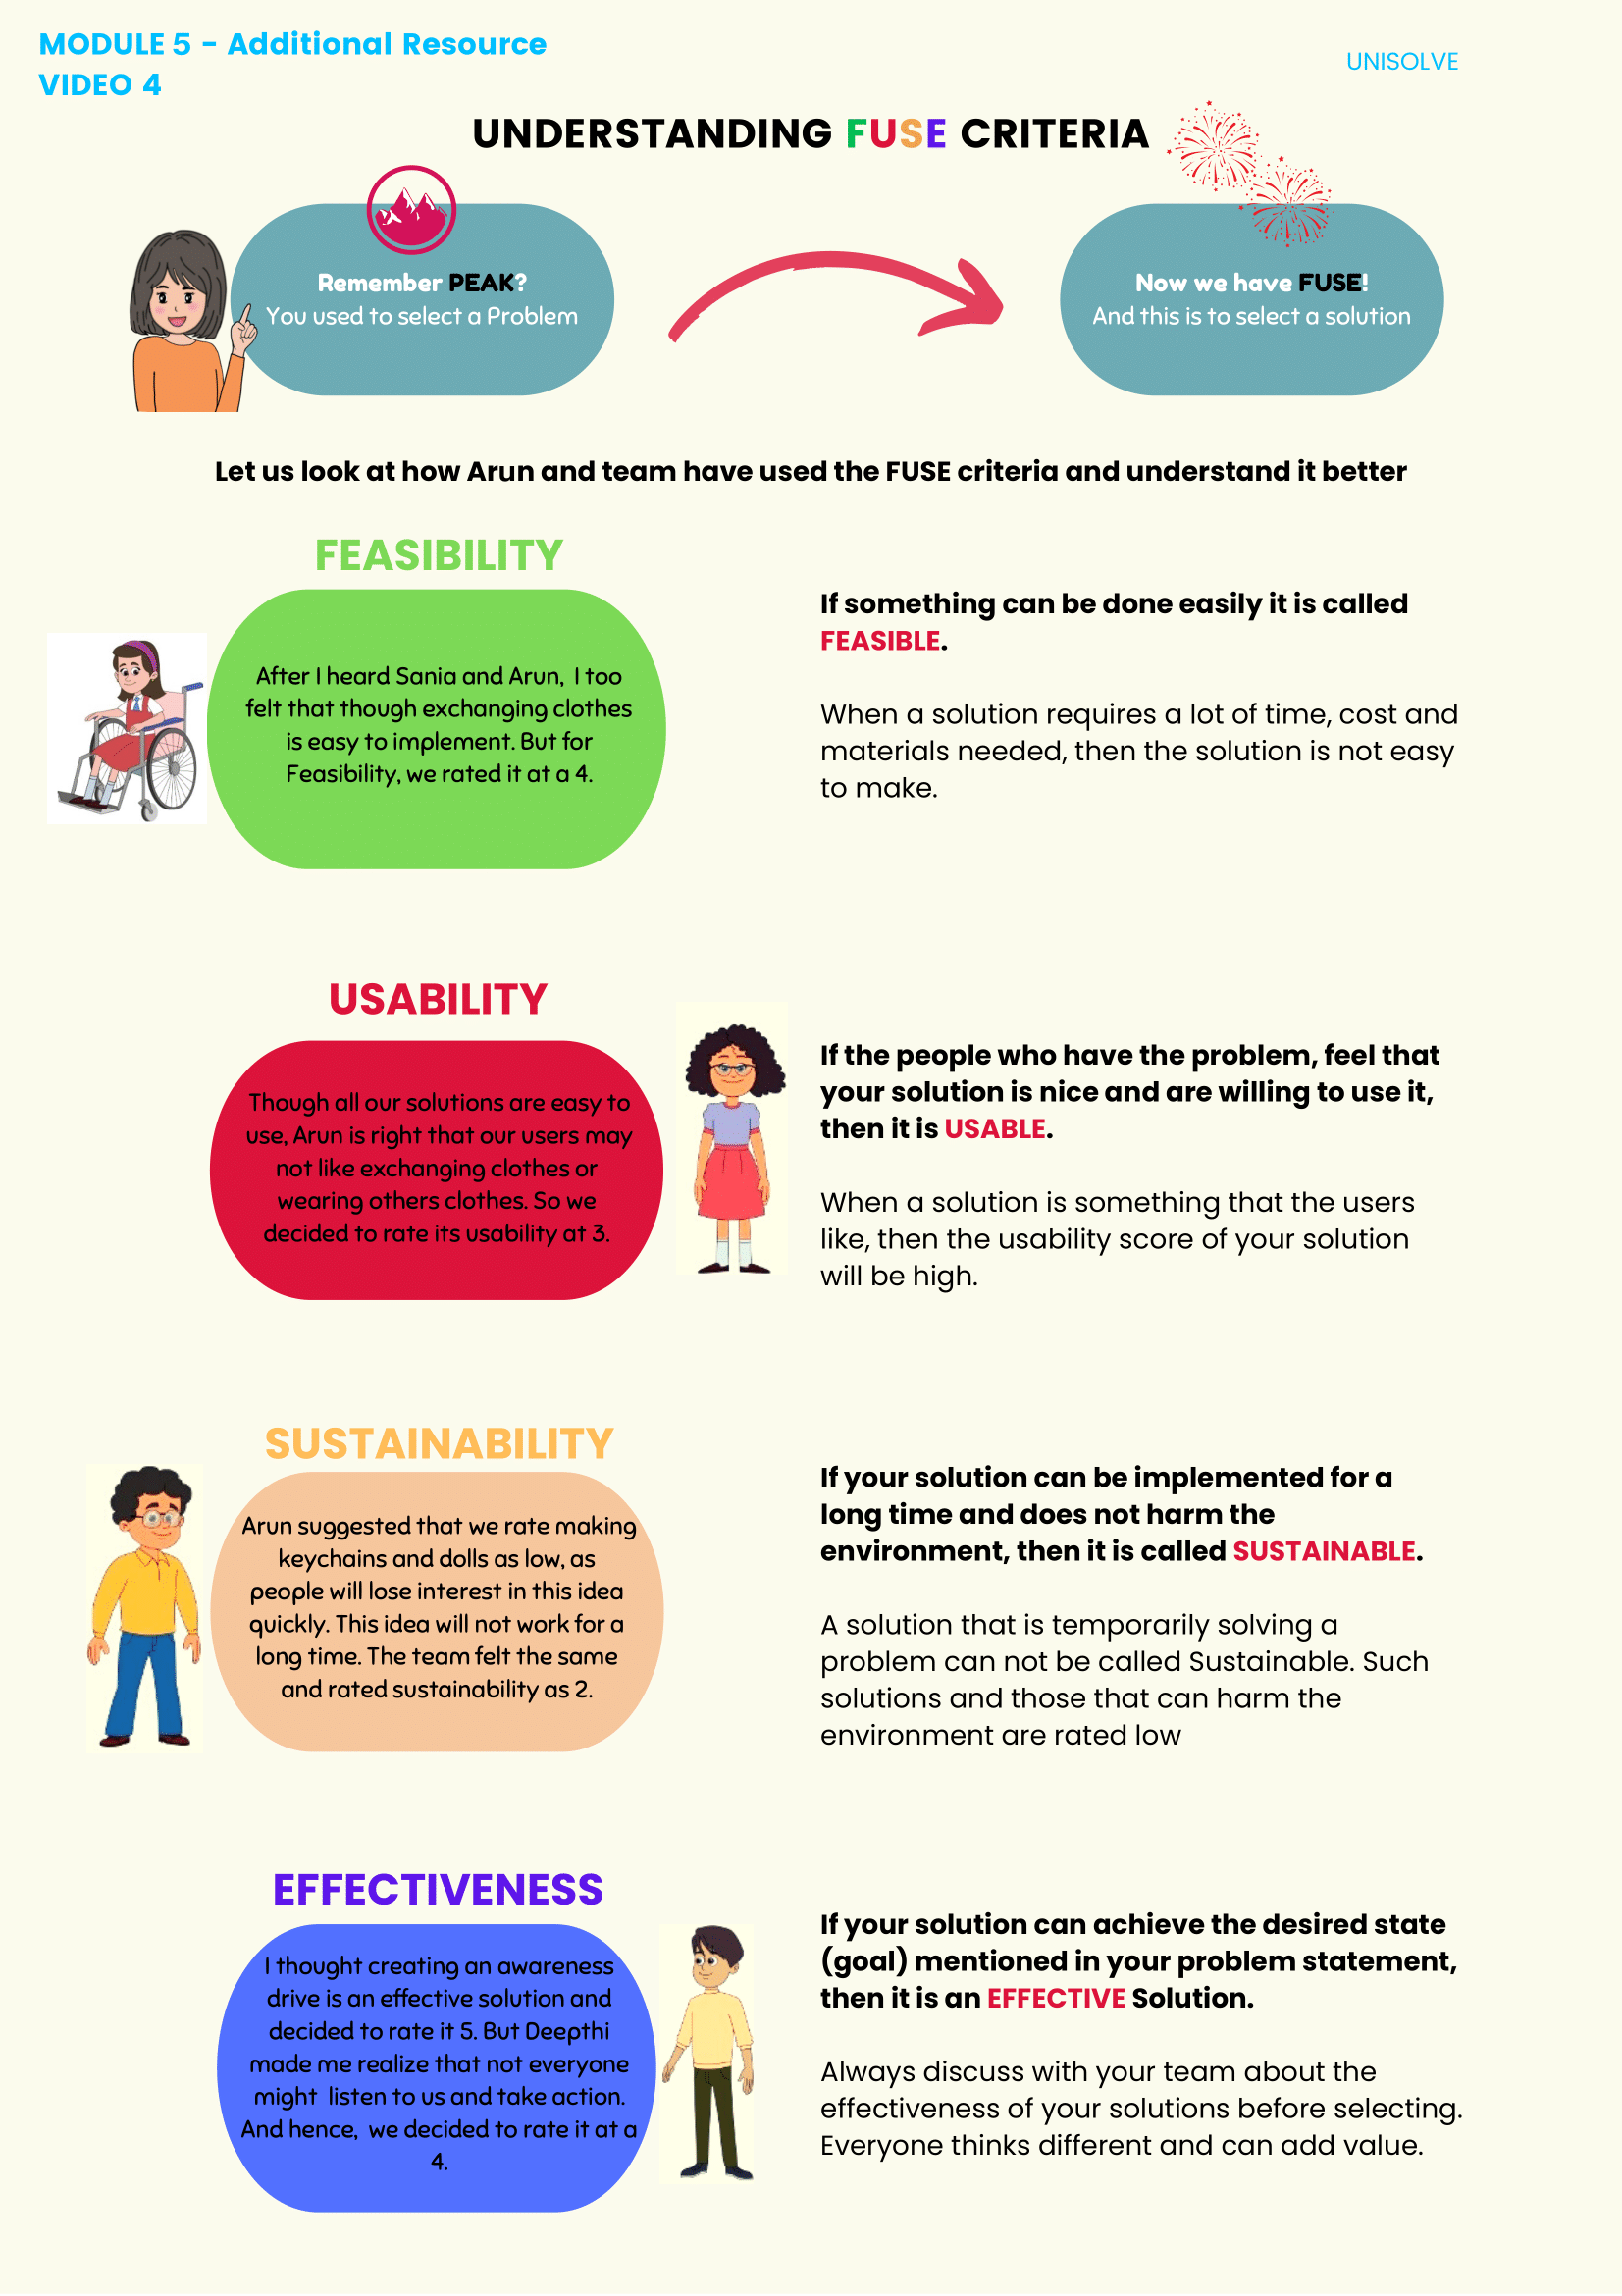 MODULE 5 - Additional Resource
VIDEO 4
UNISOLVE
UNDERSTANDING FUSE CRITERIA
Remember PEAK?
You used to select a Problem
Now we have FUSE!
And this is to select a solution
Let us look at how Arun and team have used the FUSE criteria and understand it better
FEASIBILITY
After I heard Sania and Arun,  I too
felt that though exchanging clothes
is easy to implement. But for
Feasibility, we rated it at a 4.
If something can be done easily it is called
FEASIBLE.
When a solution requires a lot of time, cost and
materials needed, then the solution is not easy
to make.
USABILITY
Though all our solutions are easy to
use, Arun is right that our users may
not like exchanging clothes or
wearing others clothes. So we
decided to rate its usability at 3.
If the people who have the problem, feel that
your solution is nice and are willing to use it,
then it is USABLE.
When a solution is something that the users
like, then the usability score of your solution
will be high.
SUSTAINABILITY
Arun suggested that we rate making
keychains and dolls as low, as
people will lose interest in this idea
quickly. This idea will not work for a
long time. The team felt the same
and rated sustainability as 2.
If your solution can be implemented for a
long time and does not harm the
environment, then it is called SUSTAINABLE.
A solution that is temporarily solving a
problem can not be called Sustainable. Such
solutions and those that can harm the
environment are rated low
EFFECTIVENESS
I thought creating an awareness
drive is an effective solution and
decided to rate it 5. But Deepthi
made me realize that not everyone
might  listen to us and take action.
And hence,  we decided to rate it at a
4.
If your solution can achieve the desired state
(goal) mentioned in your problem statement,
then it is an EFFECTIVE Solution.
Always discuss with your team about the
effectiveness of your solutions before selecting.
Everyone thinks different and can add value.